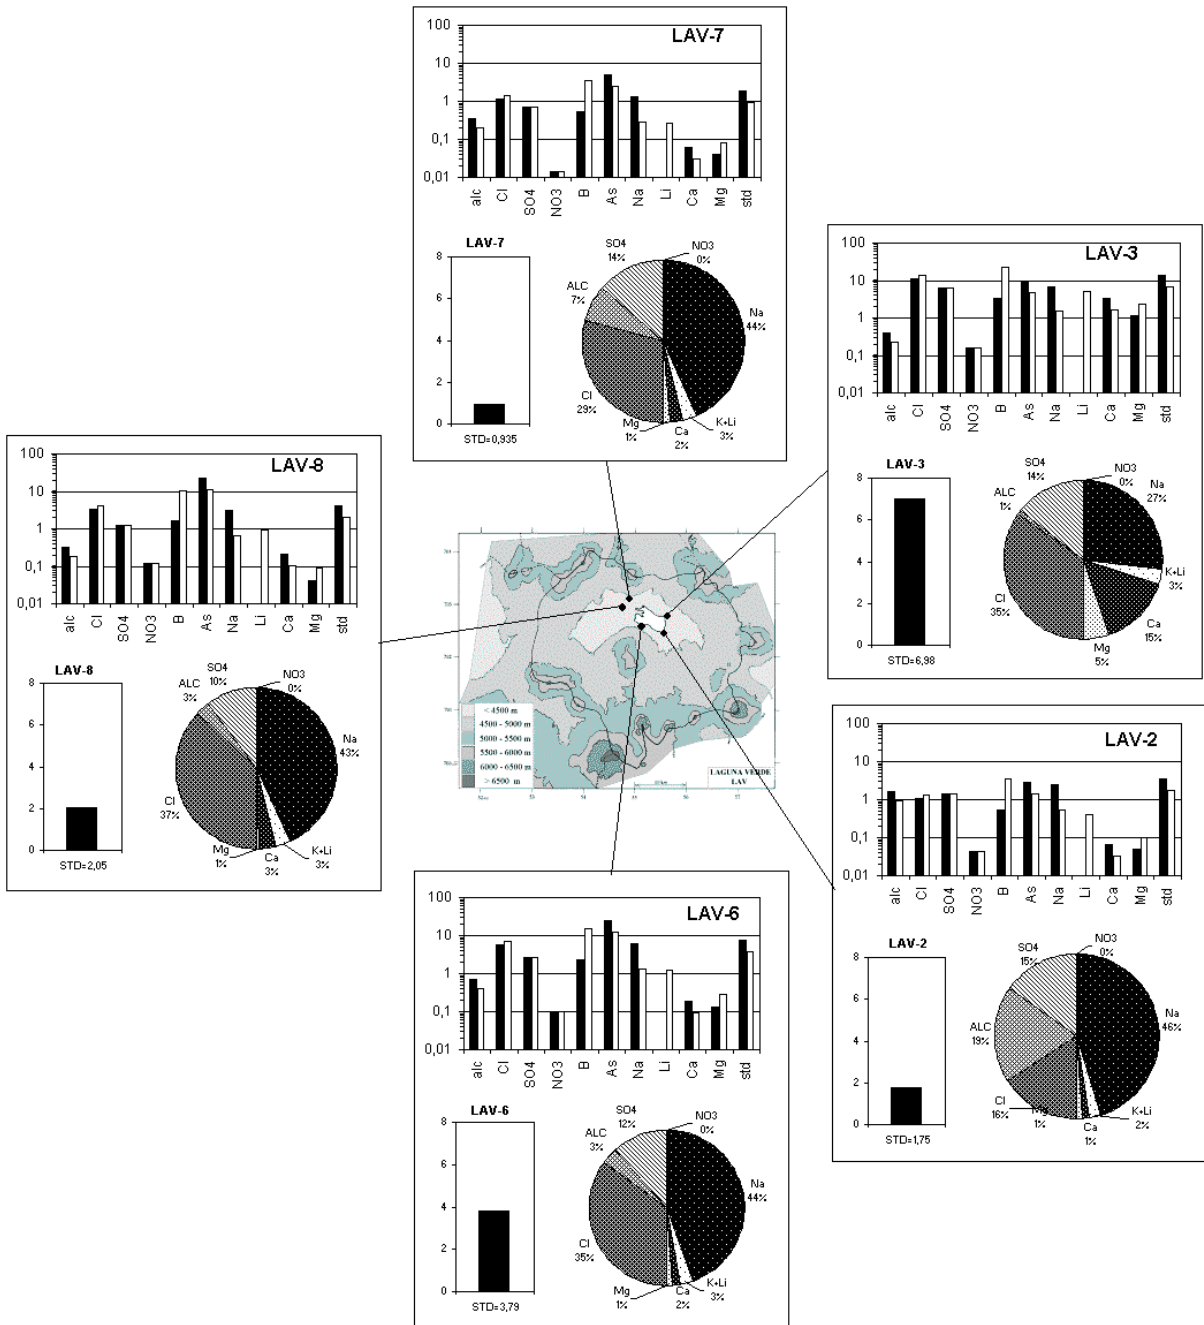 100
10
1
0,1
0,01
LAV-7
alc
Cl
SO4
NO3
B
As
Na
Li
Ca
Mg
std
LAV-7
8
6
4
2
0
STD=0,935
SO4
14%
NO3
0%
ALC
7%
Na
44%
Cl
29%
Mg
1%
Ca
2%
K+Li
3%
100
10
1
0,1
0,01
LAV-3
alc
Cl
SO4
NO3
B
As
Na
Li
Ca
Mg
std
LAV-3
8
6
4
2
0
STD=6,98
SO4
14%
NO3
0%
Na
27%
ALC
1%
K+Li
3%
Cl
35%
Ca
15%
Mg
5%
100
10
1
0,1
0,01
LAV-8
alc
Cl
SO4
NO3
B
As
Na
Li
Ca
Mg
std
LAV-8
8
6
4
2
0
STD=2,05
SO4
10%
NO3
0%
ALC
3%
Na
43%
Cl
37%
Mg
1%
Ca
3%
K+Li
3%
< 4500 m
4500 - 5000 m
5000 - 5500 m
5500 - 6000 m
6000 - 6500 m
> 6500 m
LAGUNA VERDE
LAV
100
10
1
0,1
0,01
LAV-2
alc
Cl
SO4
NO3
B
As
Na
Li
Ca
Mg
std
LAV-2
8
6
4
2
0
STD=1,75
SO4
15%
NO3
0%
ALC
19%
Na
46%
Cl
16%
Mg
1%
Ca
1%
K+Li
2%
100
10
1
0,1
0,01
LAV-6
alc
Cl
SO4
NO3
B
As
Na
Li
Ca
Mg
std
LAV-6
8
6
4
2
0
STD=3,79
SO4
12%
NO3
0%
ALC
3%
Na
44%
Cl
35%
Mg
1%
Ca
2%
K+Li
3%